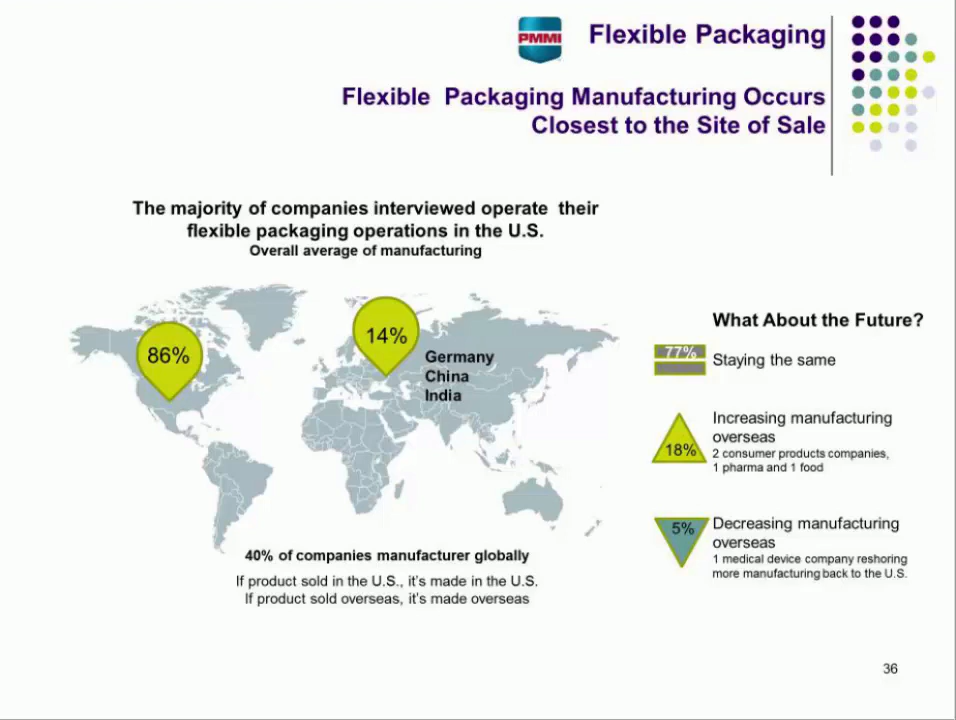 PMMI
Flexible Packaging
Flexible Packaging Manufacturing Occurs
Closest to the Site of Sale
The majority of companies interviewed operate their
flexible packaging operations in the U.S.
Overall average of manufacturing
86%
14%
Germany
China
India
40% of companies manufacturer globally
If product sold in the U.S., it's made in the U.S.
If product sold overseas, it's made overseas
What About the Future?
77%
Staying the same
Increasing manufacturing
overseas
18%
2 consumer products companies,
1 pharma and 1 food
5%
Decreasing manufacturing
overseas
1 medical device company reshoring
more manufacturing back to the U.S.
36